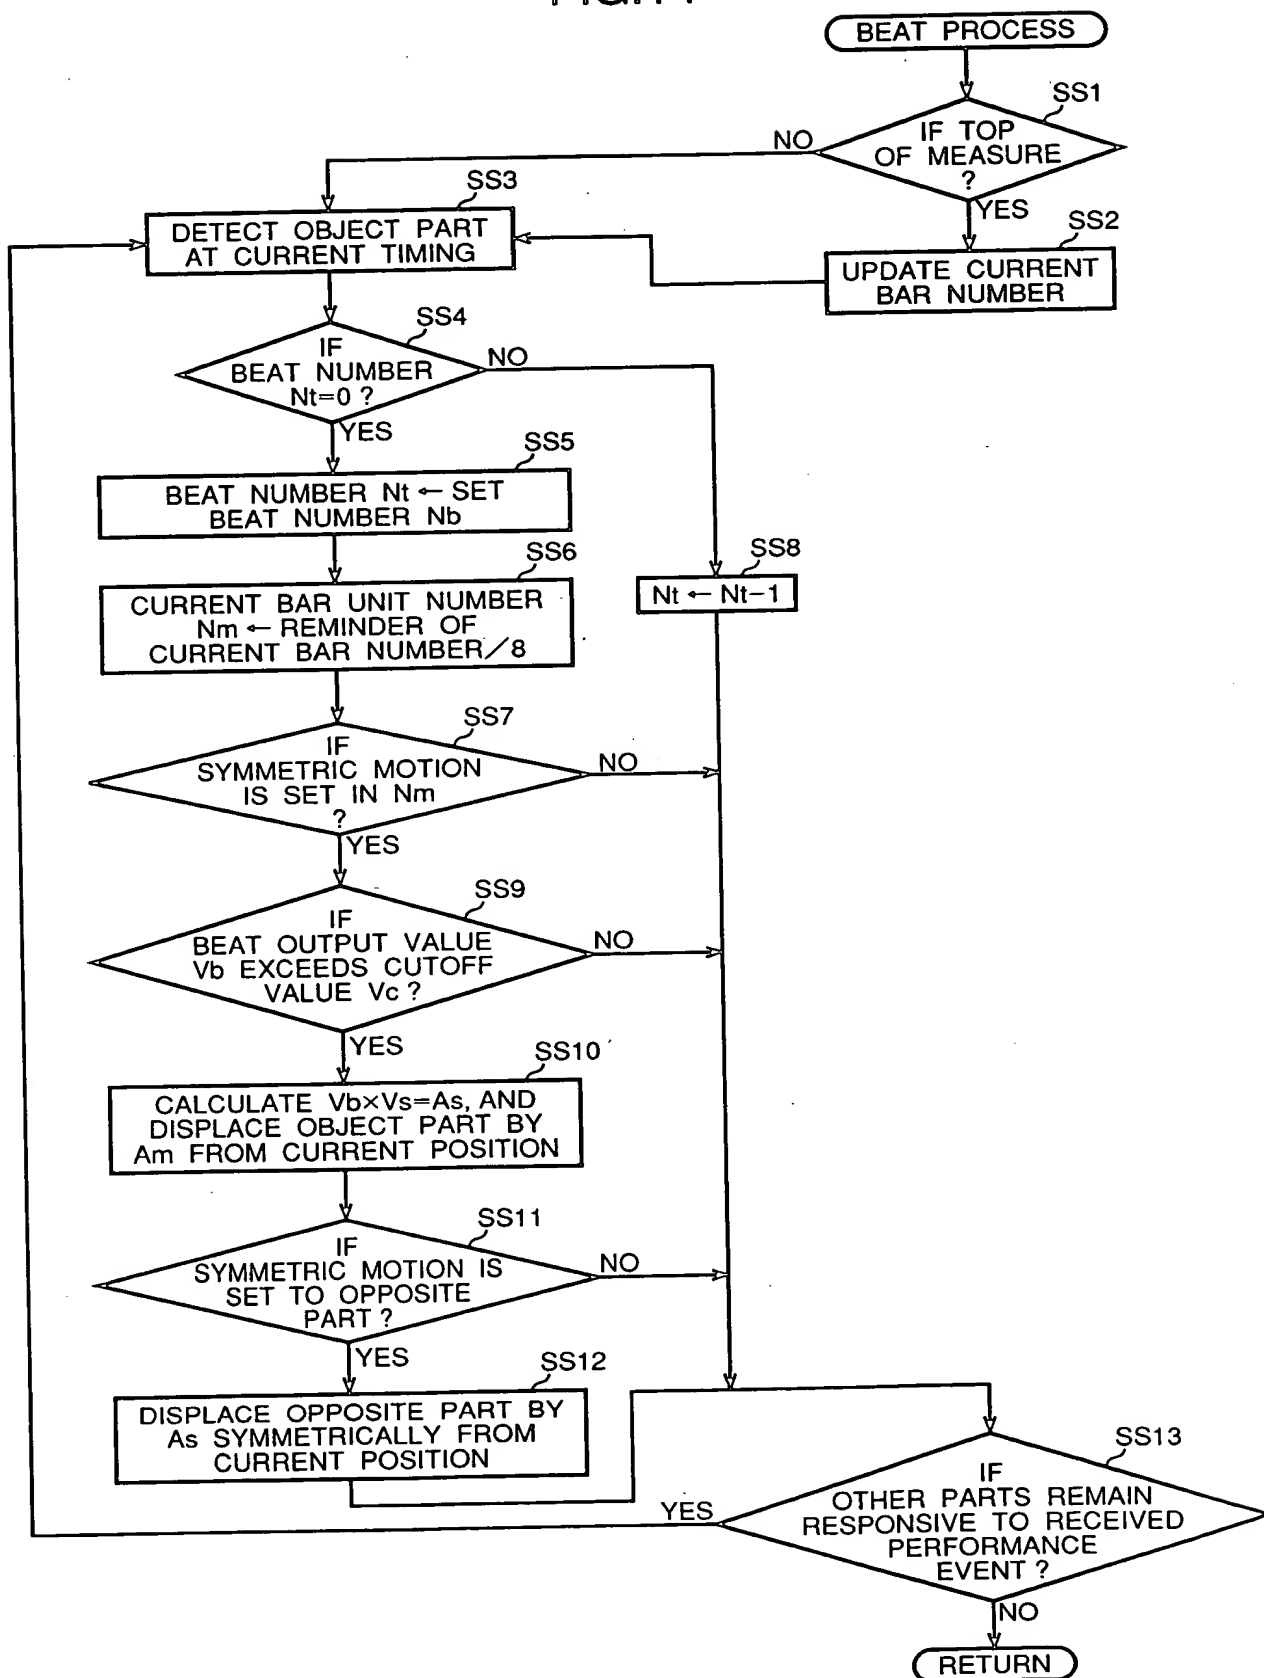 BEAT PROCESS
SS1
IF TOP
OF MEASURE
?
NO
YES
SS2
UPDATE CURRENT
BAR NUMBER
SS3
DETECT OBJECT PART
AT CURRENT TIMING
SS4
IF
BEAT NUMBER
Nt=0 ?
NO
YES
SS5
BEAT NUMBER Nt ← SET
BEAT NUMBER Nb
SS6
CURRENT BAR UNIT NUMBER
Nm ← REMINDER OF
CURRENT BAR NUMBER/8
SS8
Nt ← Nt-1
SS7
IF
SYMMETRIC MOTION
IS SET IN Nm
?
NO
YES
SS9
IF
BEAT OUTPUT VALUE
Vb EXCEEDS CUTOFF
VALUE Vc ?
NO
YES
SS10
CALCULATE Vb×Vs=As, AND
DISPLACE OBJECT PART BY
Am FROM CURRENT POSITION
SS11
IF
SYMMETRIC MOTION IS
SET TO OPPOSITE
PART ?
NO
YES
SS12
DISPLACE OPPOSITE PART BY
As SYMMETRICALLY FROM
CURRENT POSITION
SS13
IF
OTHER PARTS REMAIN
RESPONSIVE TO RECEIVED
PERFORMANCE
EVENT ?
YES
NO
RETURN